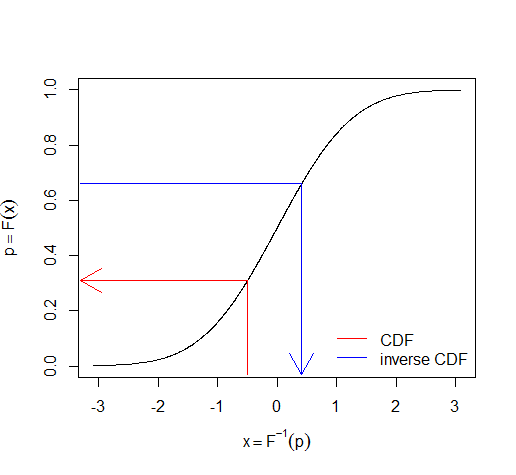 1.0
0.8
0.6
0.4
0.2
0.0
p = F(x)
CDF
inverse CDF
-3 -2 -1 0 1 2 3
x = F⁻¹(p)